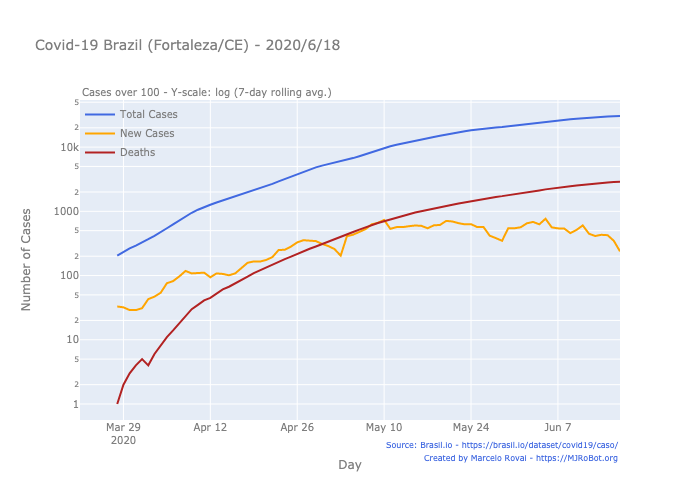 Covid-19 Brazil (Fortaleza/CE) - 2020/6/18
Cases over 100 - Y-scale: log (7-day rolling avg.)
Total Cases
New Cases
Deaths
Number of Cases
5
2
10k
5
2
1000
5
2
100
5
2
10
5
2
1
Mar 29
2020
Apr 12
Apr 26
May 10
May 24
Jun 7
Day
Source: Brasil.io - https://brasil.io/dataset/covid19/caso/
Created by Marcelo Rovai - https://MJRoBot.org